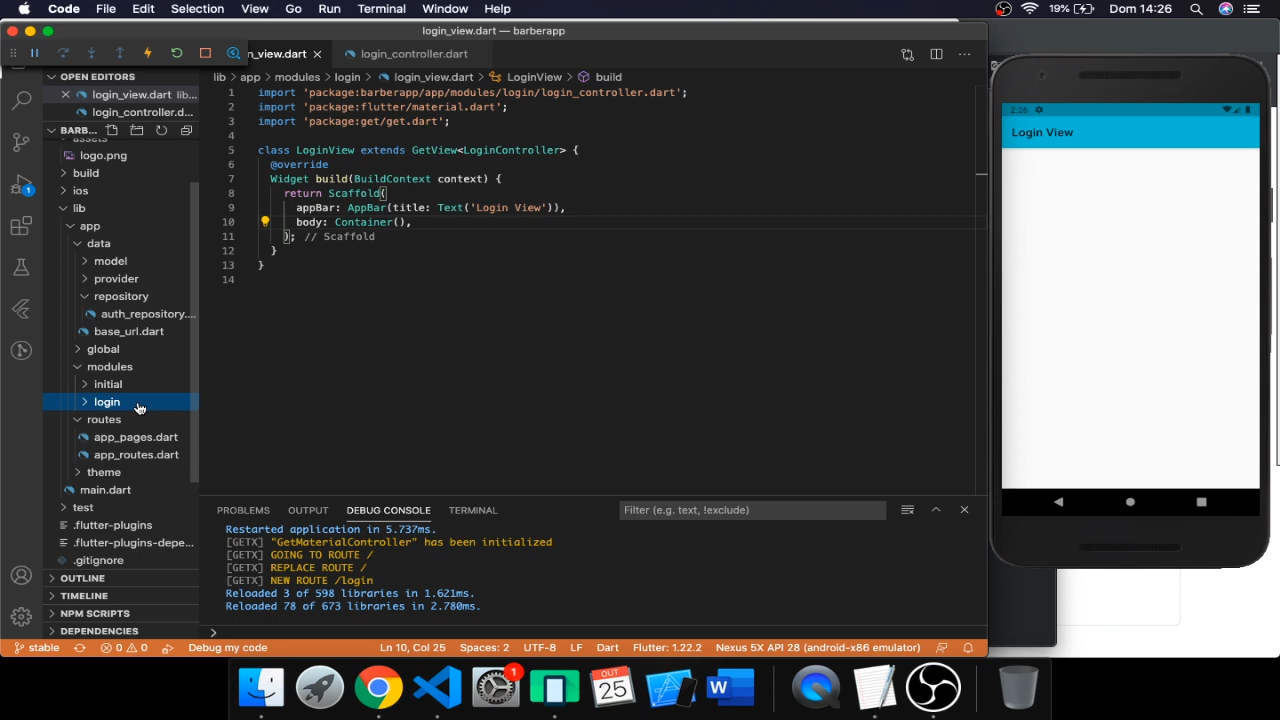 Code File Edit Selection View Go Run Terminal Window Help 19% Dom 14:26
login_view.dart — barberapp
n_view.dart login_controller.dart
OPEN EDITORS
login_view.dart lib...
login_controller.d...
BARB...
assets
logo.png
build
ios
lib
app
data
model
provider
repository
auth_repository....
base_url.dart
global
modules
initial
login
routes
app_pages.dart
app_routes.dart
theme
main.dart
test
.flutter-plugins
.flutter-plugins-depe...
.gitignore
OUTLINE
TIMELINE
NPM SCRIPTS
DEPENDENCIES
1
lib > app > modules > login > login_view.dart > LoginView > build
1 import 'package:barberapp/app/modules/login/login_controller.dart';
2 import 'package:flutter/material.dart';
3 import 'package:get/get.dart';
4
5 class LoginView extends GetView<LoginController> {
6 @override
7 Widget build(BuildContext context) {
8 return Scaffold(
9 appBar: AppBar(title: Text('Login View')),
10 body: Container(),
11 ); // Scaffold
12 }
13 }
14
PROBLEMS OUTPUT DEBUG CONSOLE TERMINAL Filter (e.g. text, !exclude)
Restarted application in 5.737ms.
[GETX] "GetMaterialController" has been initialized
[GETX] GOING TO ROUTE /
[GETX] REPLACE ROUTE /
[GETX] NEW ROUTE /login
Reloaded 3 of 598 libraries in 1.621ms.
Reloaded 78 of 673 libraries in 2.780ms.
>
stable 0 0 Debug my code Ln 10, Col 25 Spaces: 2 UTF-8 LF Dart Flutter: 1.22.2 Nexus 5X API 28 (android-x86 emulator)
2:26
Login View
1
OCT
25
W